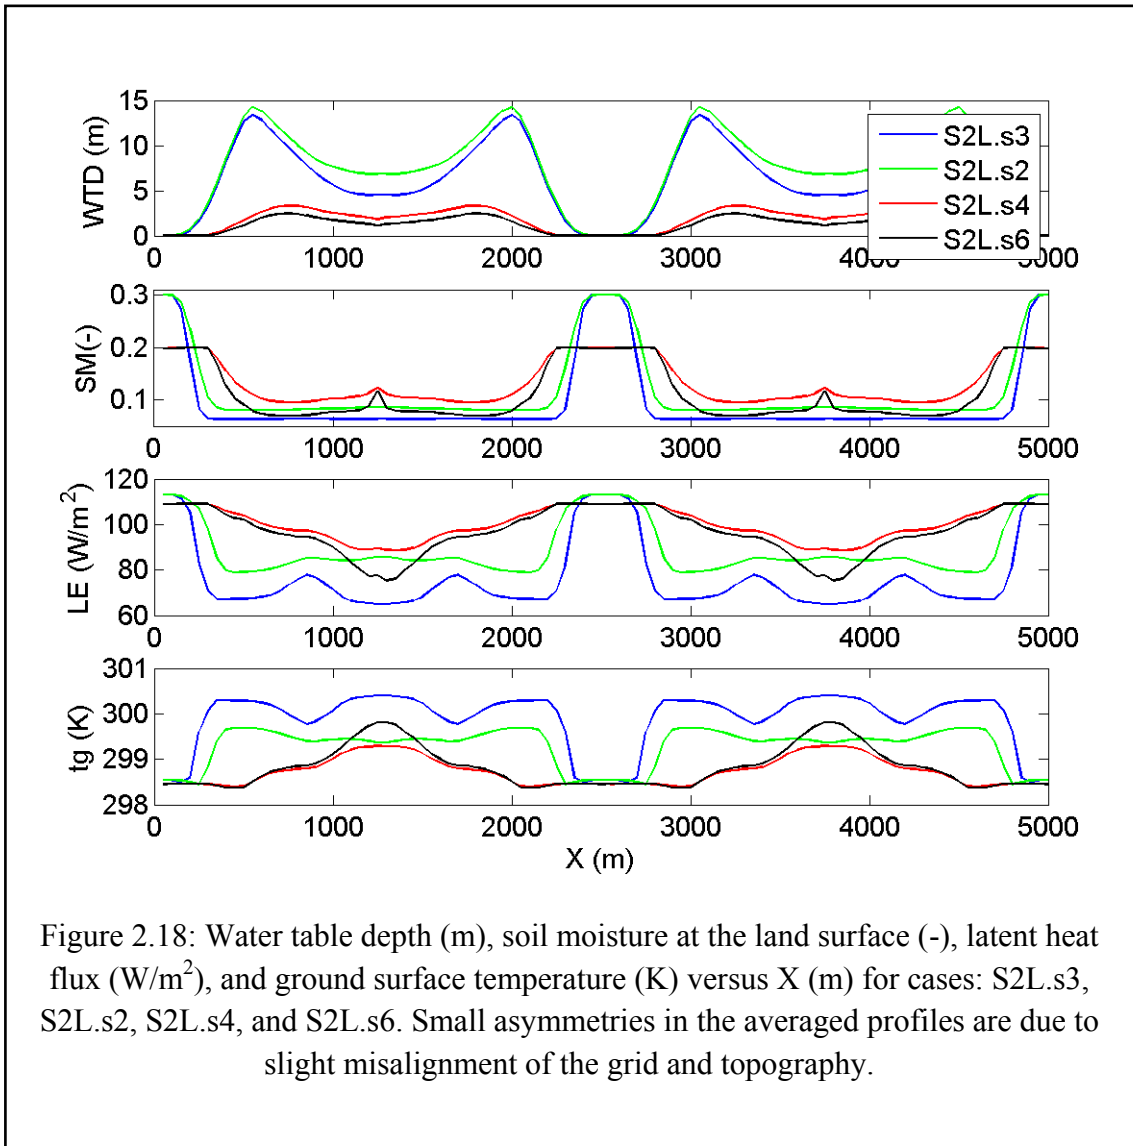 15
10
5
0
WTD (m)
0 1000 2000 3000 4000 5000
S2L.s3
S2L.s2
S2L.s4
S2L.s6
0.3
0.2
0.1
SM(-)
0 1000 2000 3000 4000 5000
120
100
80
60
LE (W/m²)
0 1000 2000 3000 4000 5000
301
300
299
298
tg (K)
0 1000 2000 3000 4000 5000
X (m)
Figure 2.18: Water table depth (m), soil moisture at the land surface (-), latent heat
flux (W/m²), and ground surface temperature (K) versus X (m) for cases: S2L.s3,
S2L.s2, S2L.s4, and S2L.s6. Small asymmetries in the averaged profiles are due to
slight misalignment of the grid and topography.